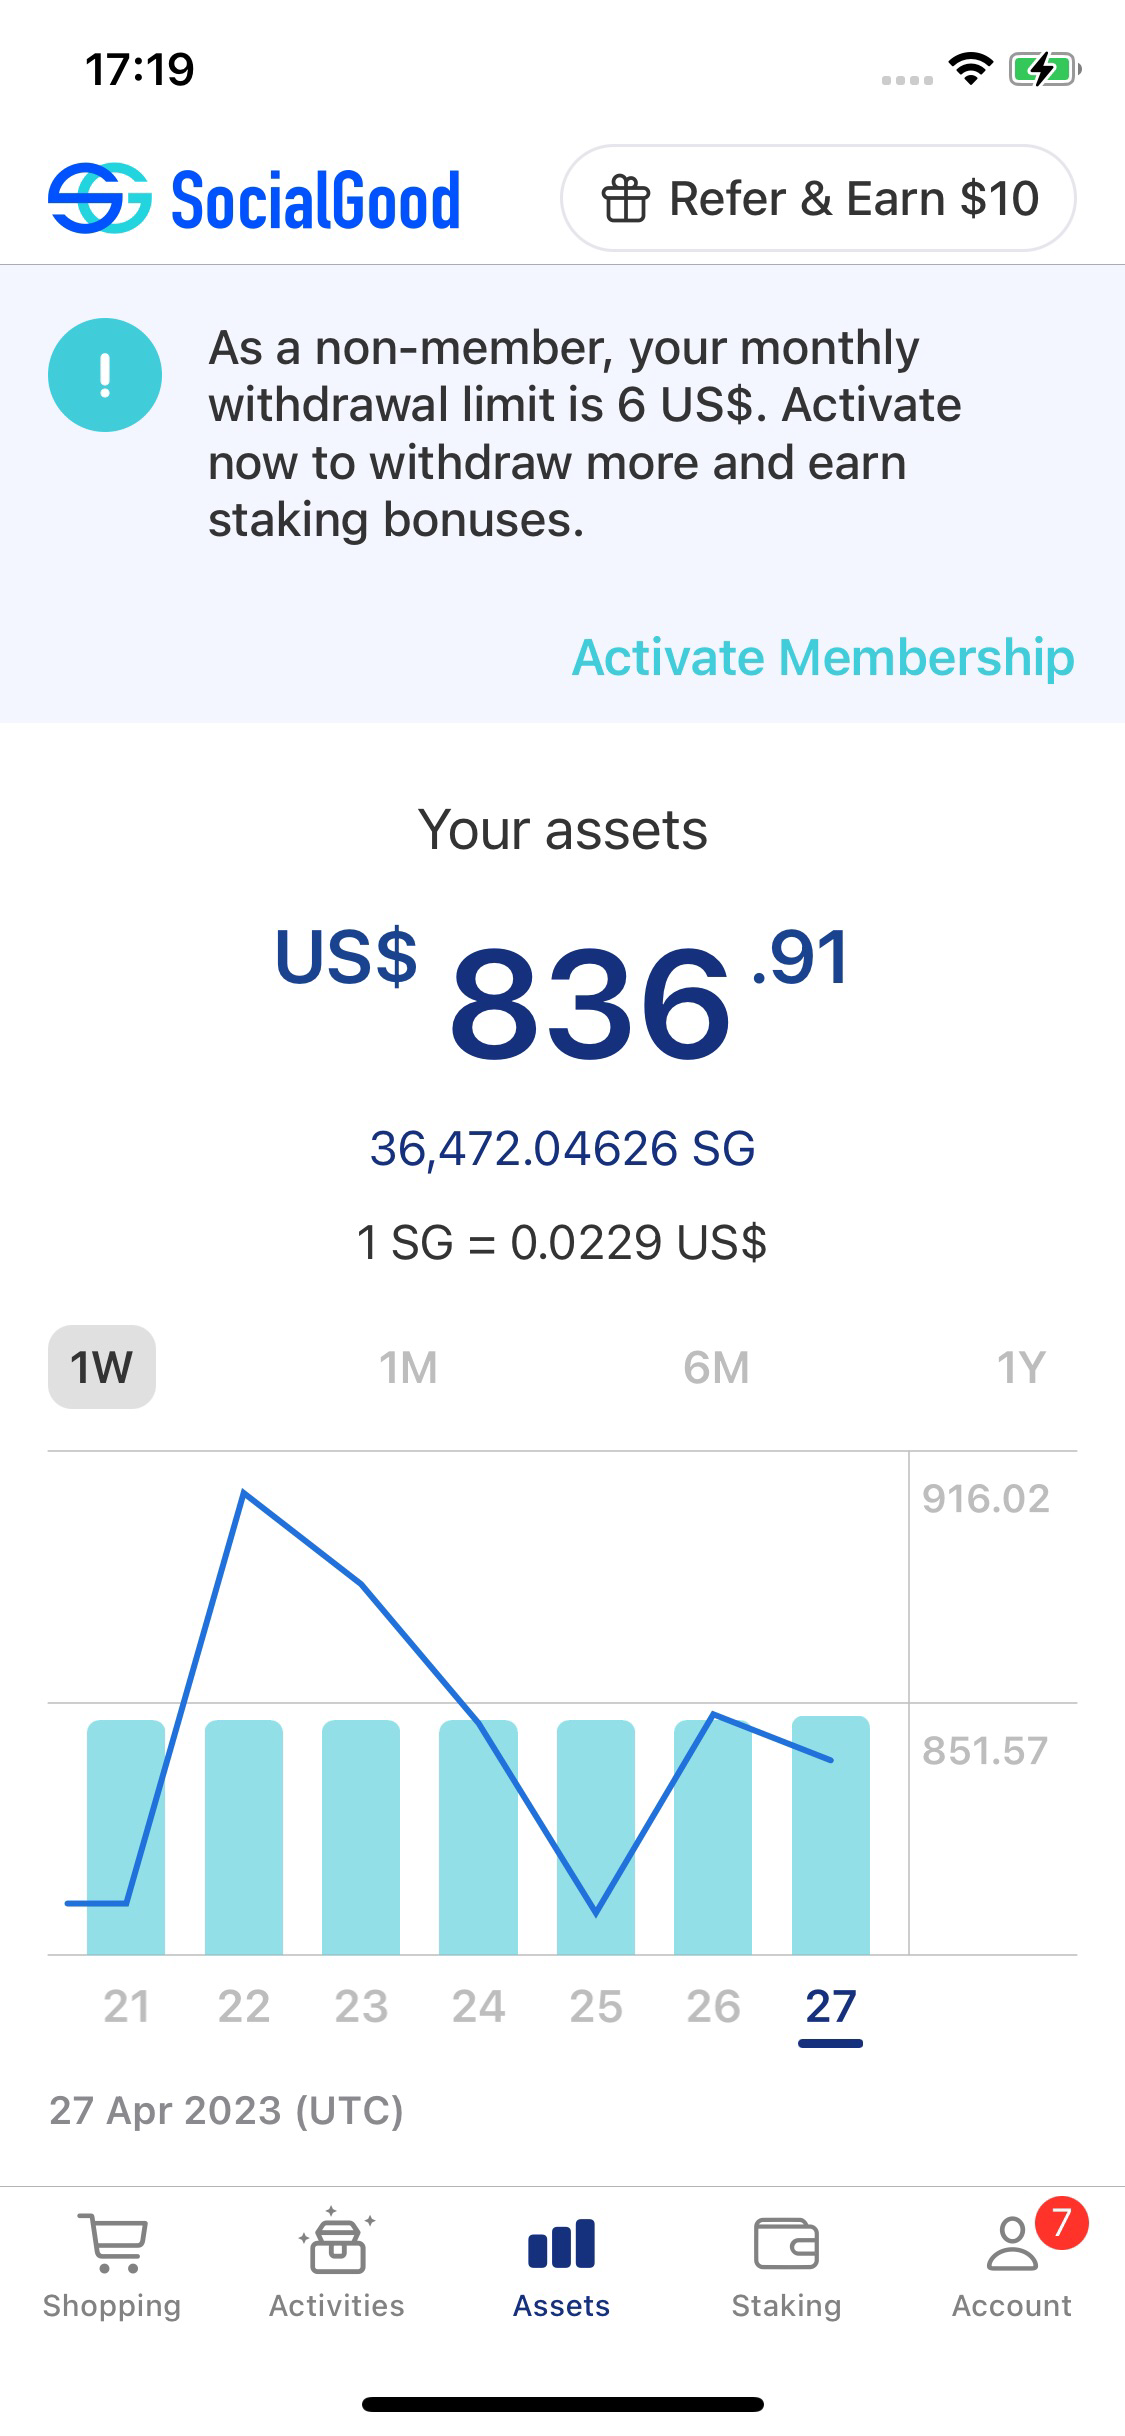 17:19
SocialGood
Refer & Earn $10
As a non-member, your monthly
withdrawal limit is 6 US$. Activate
now to withdraw more and earn
staking bonuses.
Activate Membership
Your assets
US$ 836.91
36,472.04626 SG
1 SG = 0.0229 US$
1W 1M 6M 1Y
916.02
851.57
21 22 23 24 25 26 27
27 Apr 2023 (UTC)
7
Shopping Activities Assets Staking Account